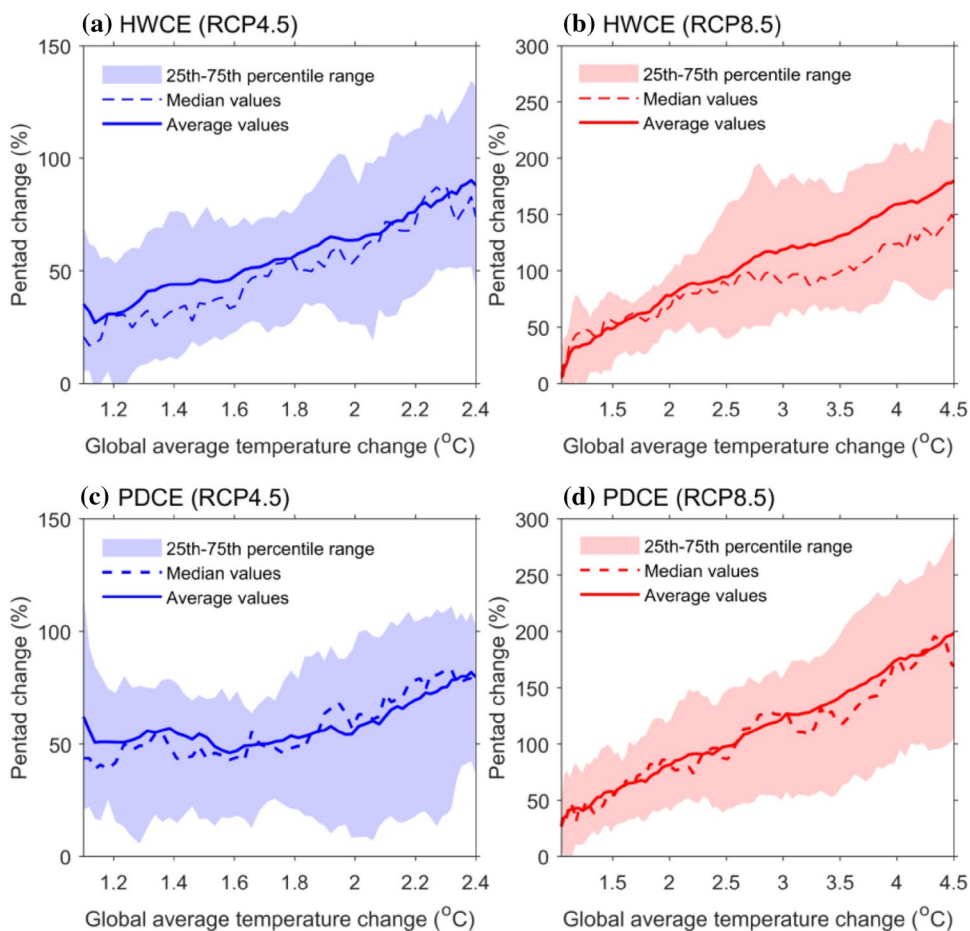 (a) HWCE (RCP4.5)
150
100
50
0
Pentad change (%)
25th-75th percentile range
Median values
Average values
1.2 1.4 1.6 1.8 2 2.2 2.4
Global average temperature change (°C)
(b) HWCE (RCP8.5)
300
250
200
150
100
50
0
Pentad change (%)
25th-75th percentile range
Median values
Average values
1.5 2 2.5 3 3.5 4 4.5
Global average temperature change (°C)
(c) PDCE (RCP4.5)
150
100
50
0
Pentad change (%)
25th-75th percentile range
Median values
Average values
1.2 1.4 1.6 1.8 2 2.2 2.4
Global average temperature change (°C)
(d) PDCE (RCP8.5)
300
250
200
150
100
50
0
Pentad change (%)
25th-75th percentile range
Median values
Average values
1.5 2 2.5 3 3.5 4 4.5
Global average temperature change (°C)